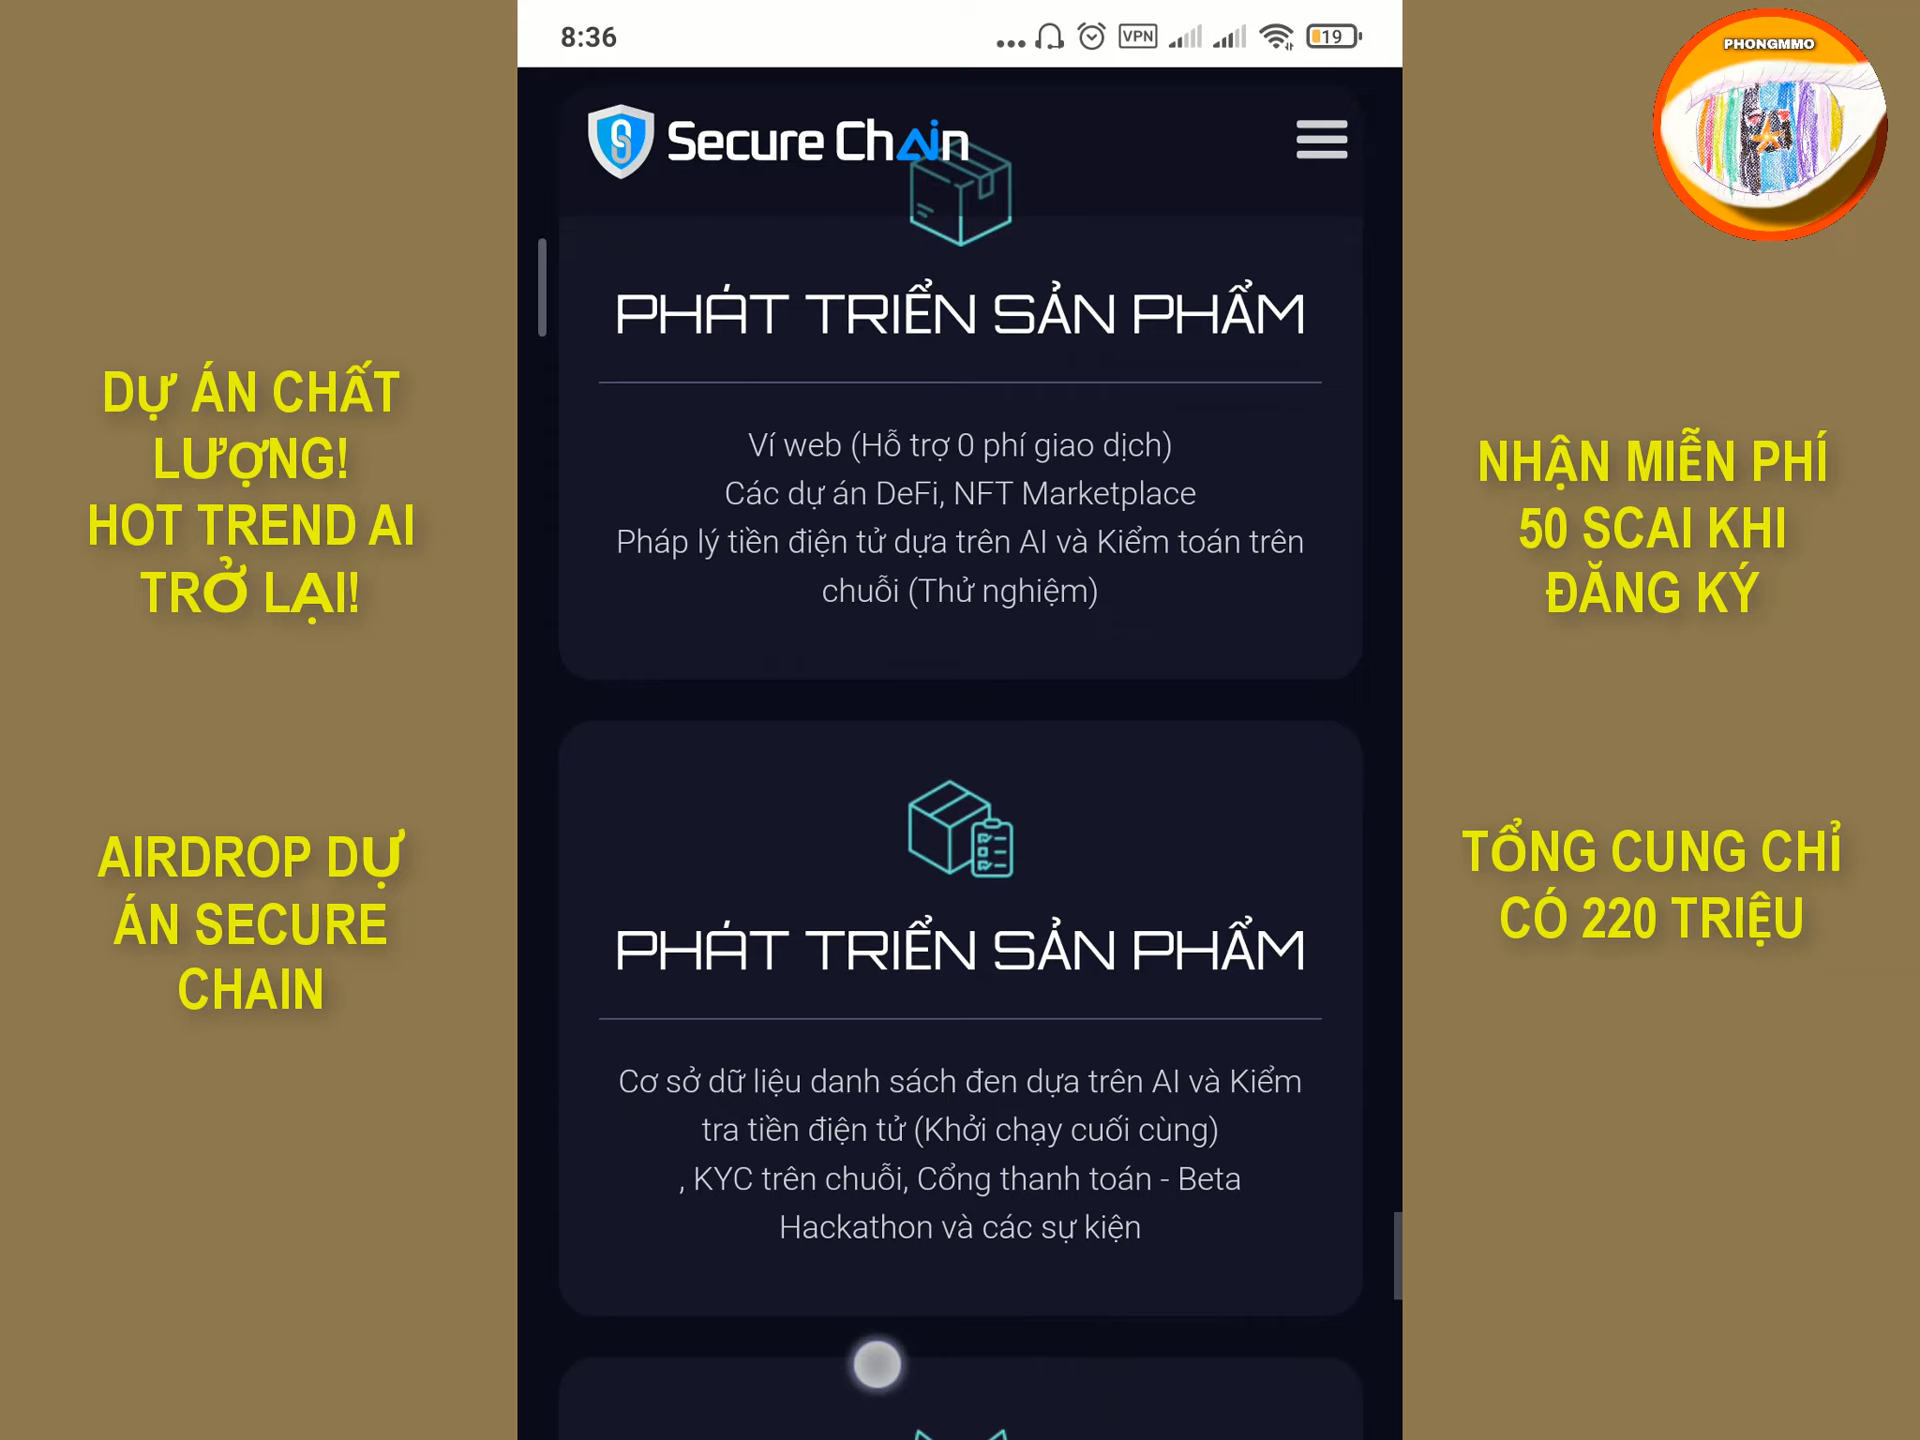 8:36
VPN
19
PHONGMMO
Secure Chain
PHÁT TRIỂN SẢN PHẨM
Ví web (Hỗ trợ 0 phí giao dịch)
Các dự án DeFi, NFT Marketplace
Pháp lý tiền điện tử dựa trên AI và Kiểm toán trên
chuỗi (Thử nghiệm)
PHÁT TRIỂN SẢN PHẨM
Cơ sở dữ liệu danh sách đen dựa trên AI và Kiểm
tra tiền điện tử (Khởi chạy cuối cùng)
, KYC trên chuỗi, Cổng thanh toán - Beta
Hackathon và các sự kiện
DỰ ÁN CHẤT
LƯỢNG!
HOT TREND AI
TRỞ LẠI!
AIRDROP DỰ
ÁN SECURE
CHAIN
NHẬN MIỄN PHÍ
50 SCAI KHI
ĐĂNG KÝ
TỔNG CUNG CHỈ
CÓ 220 TRIỆU